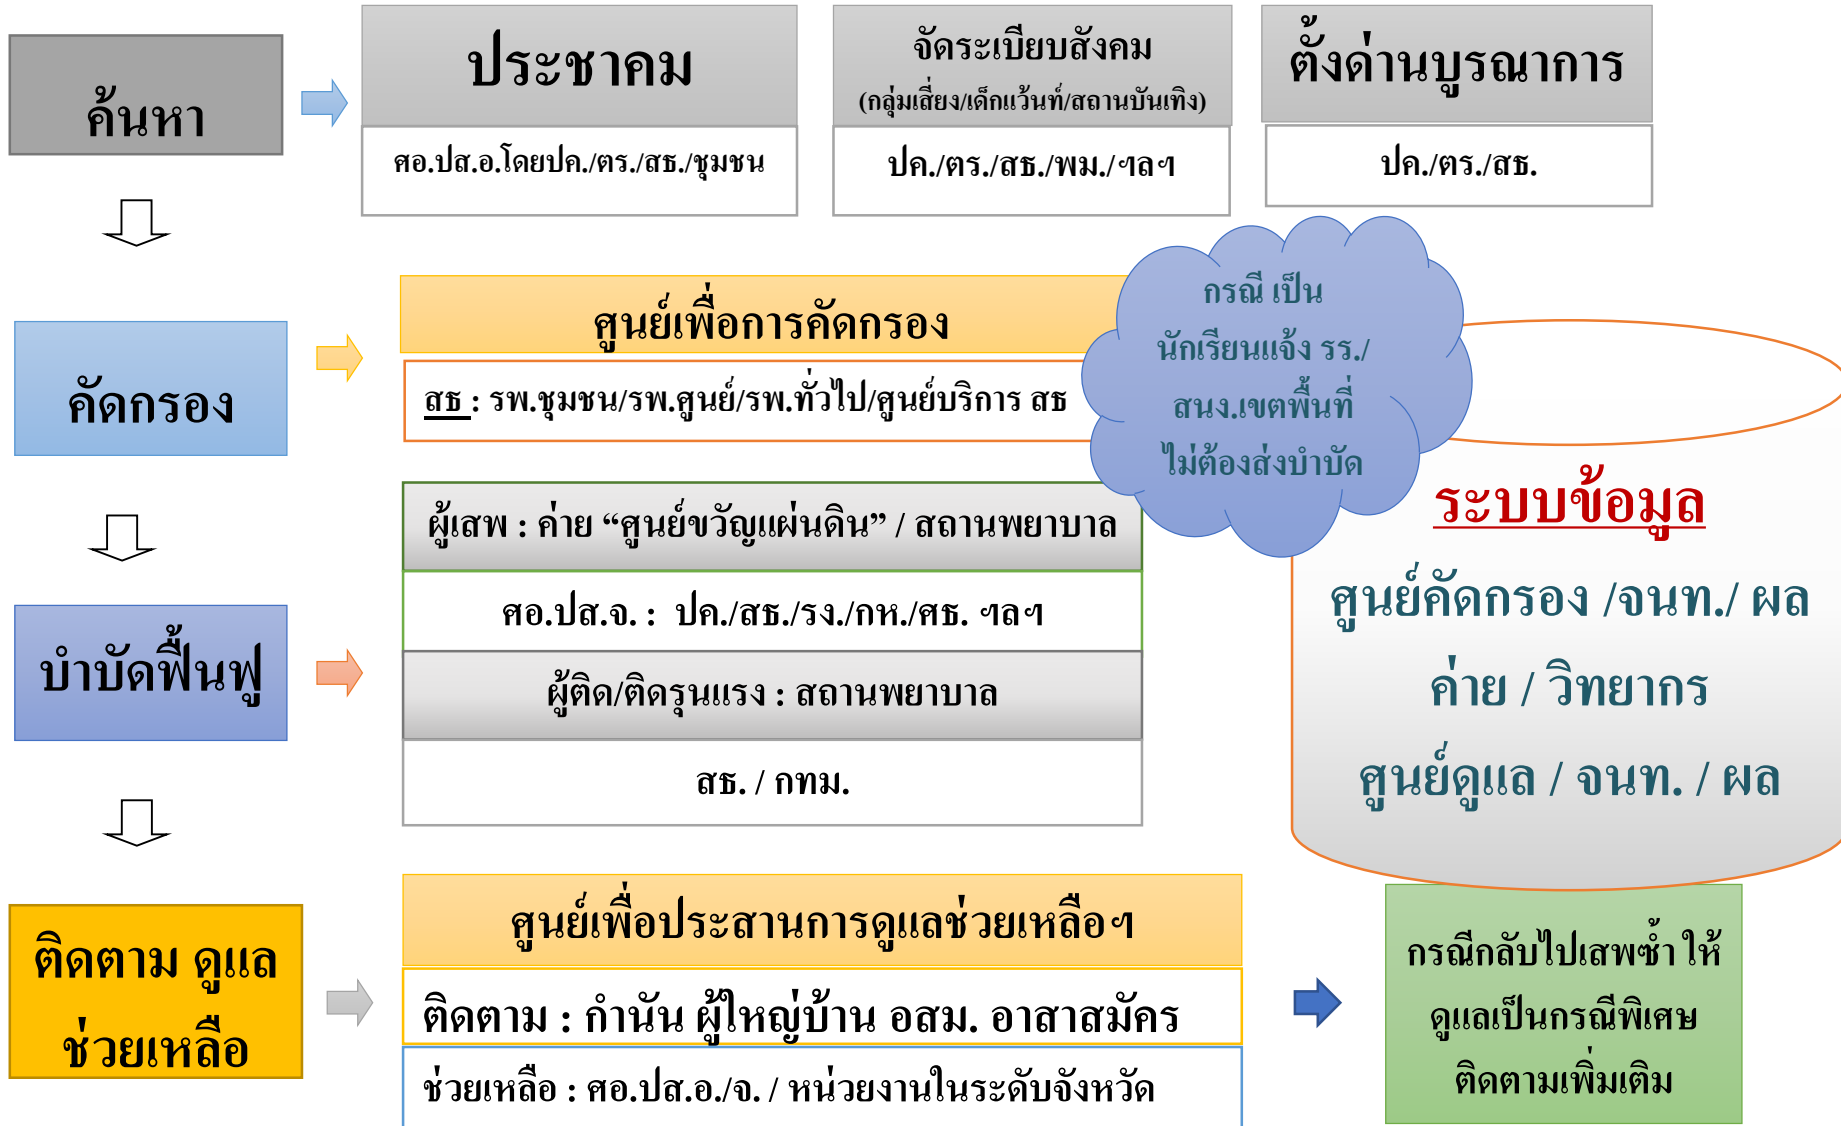 ค้นหา
ประชาคม
ศอ.ปส.อ.โดยปค./ตร./สธ./ชุมชน
จัดระเบียบสังคม
(กลุ่มเสี่ยง/เด็กแว้นท์/สถานบันเทิง)
ปค./ตร./สธ./พม./ฯลฯ
ตั้งด่านบูรณาการ
ปค./ตร./สธ.
คัดกรอง
ศูนย์เพื่อการคัดกรอง
สธ : รพ.ชุมชน/รพ.ศูนย์/รพ.ทั่วไป/ศูนย์บริการ สธ
กรณี เป็น
นักเรียนแจ้ง รร./
สนง.เขตพื้นที่
ไม่ต้องส่งบำบัด
บำบัดฟื้นฟู
ผู้เสพ : ค่าย “ศูนย์ขวัญแผ่นดิน” / สถานพยาบาล
ศอ.ปส.จ. : ปค./สธ./รง./กห./ศธ. ฯลฯ
ผู้ติด/ติดรุนแรง : สถานพยาบาล
สธ. / กทม.
ระบบข้อมูล
ศูนย์คัดกรอง /จนท./ ผล
ค่าย / วิทยากร
ศูนย์ดูแล / จนท. / ผล
ติดตาม ดูแล
ช่วยเหลือ
ศูนย์เพื่อประสานการดูแลช่วยเหลือฯ
ติดตาม : กำนัน ผู้ใหญ่บ้าน อสม. อาสาสมัคร
ช่วยเหลือ : ศอ.ปส.อ./จ. / หน่วยงานในระดับจังหวัด
กรณีกลับไปเสพซ้ำ ให้
ดูแลเป็นกรณีพิเศษ
ติดตามเพิ่มเติม